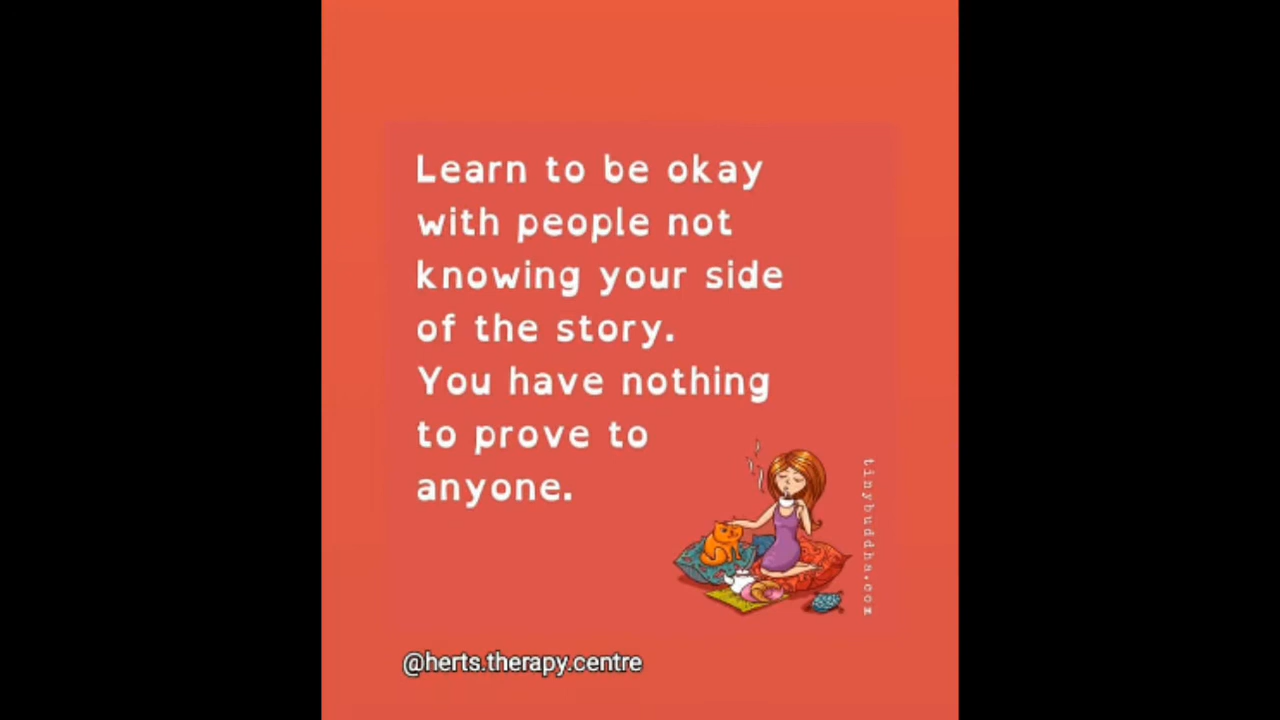 Learn to be okay
with people not
knowing your side
of the story.
You have nothing
to prove to
anyone.
tinybuddha.com
@herts.therapy.centre